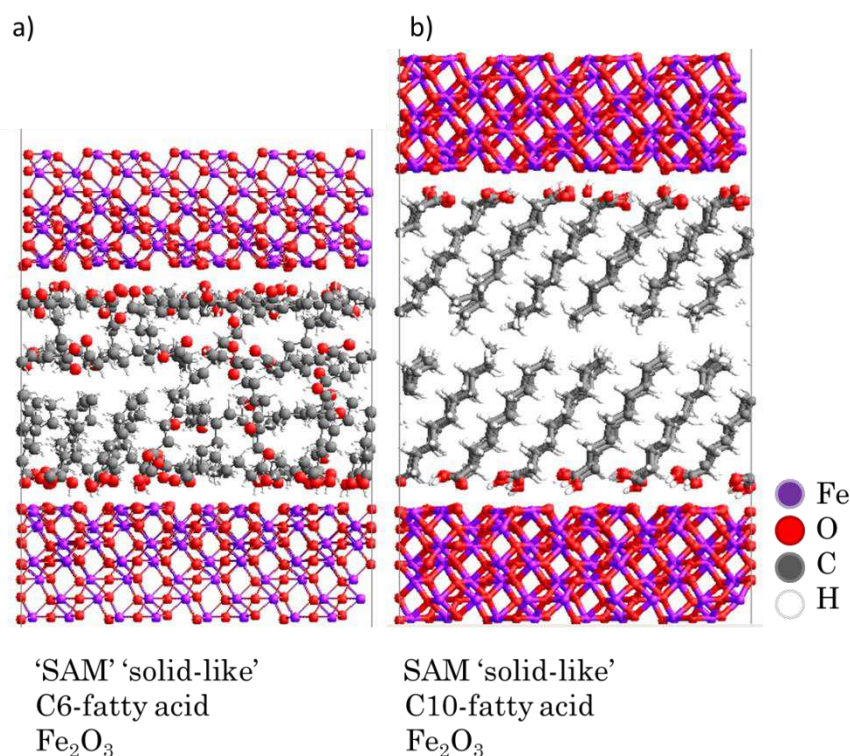 a)
b)
Fe
O
C
H
‘SAM’ ‘solid-like’
C6-fatty acid
Fe₂O₃
SAM ‘solid-like’
C10-fatty acid
Fe₂O₃